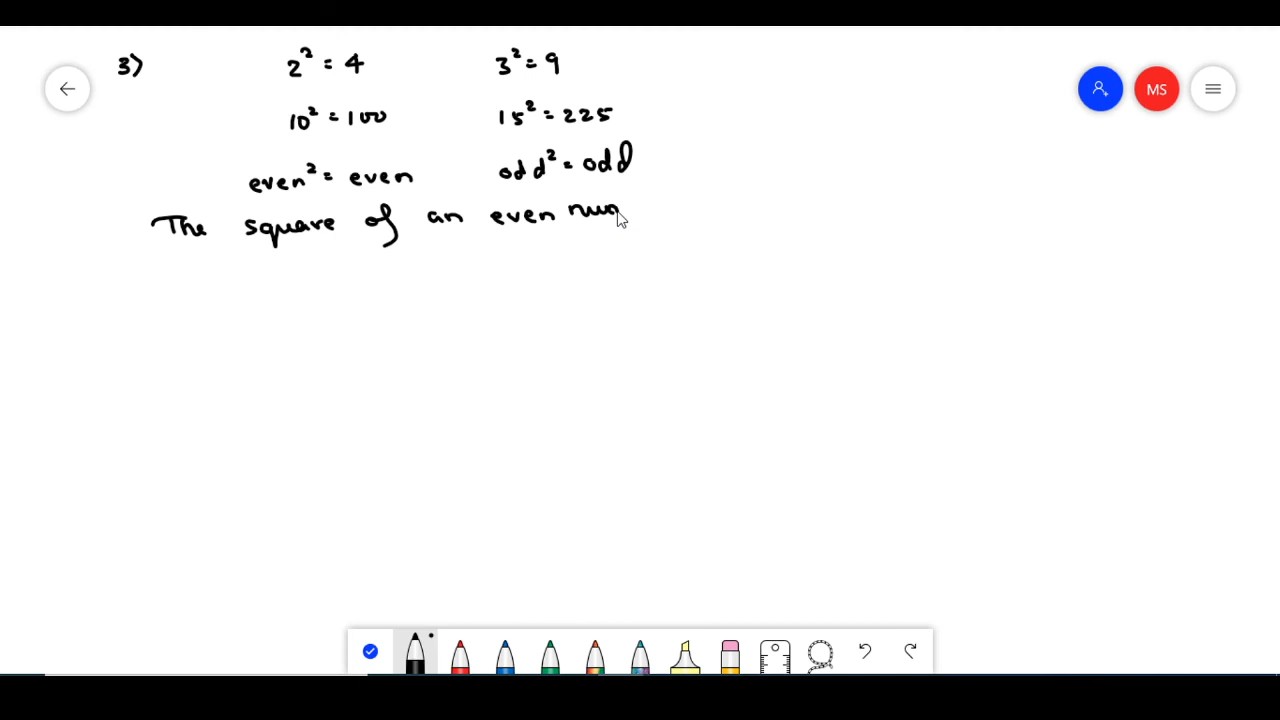 3) 2² = 4 3² = 9
10² = 100 15² = 225
even² = even odd² = odd
The square of an even
MS